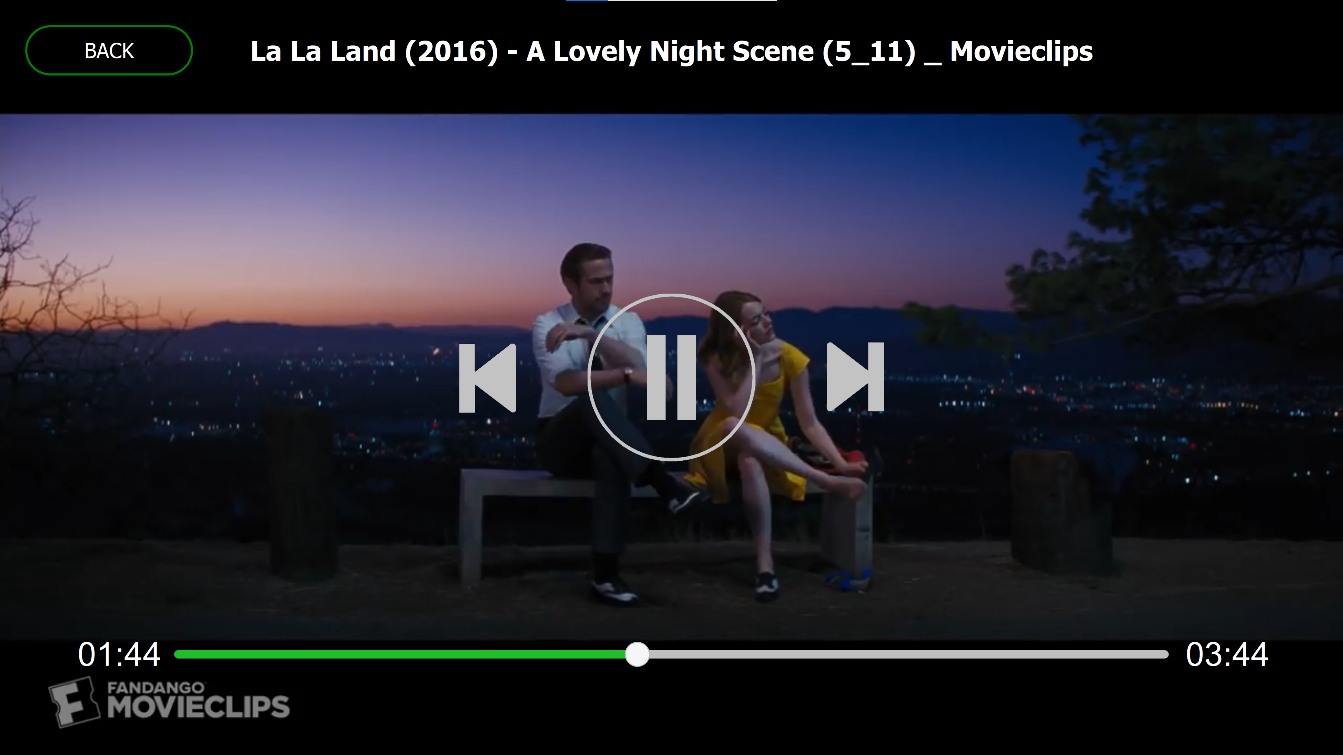 BACK
La La Land (2016) - A Lovely Night Scene (5_11) _ Movieclips
01:44
03:44
FANDANGO
MOVIECLIPS